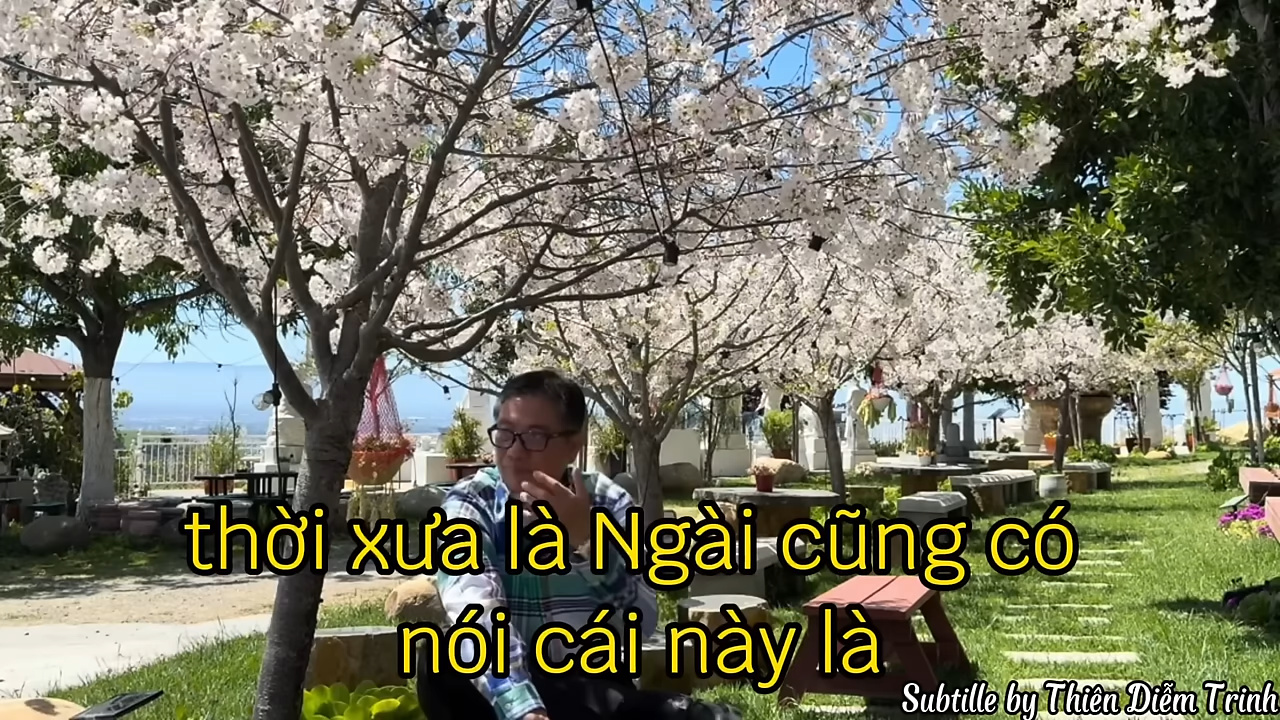 thời xưa là Ngài cũng có
nói cái này là
Subtille by Thiên Diễm Trinh